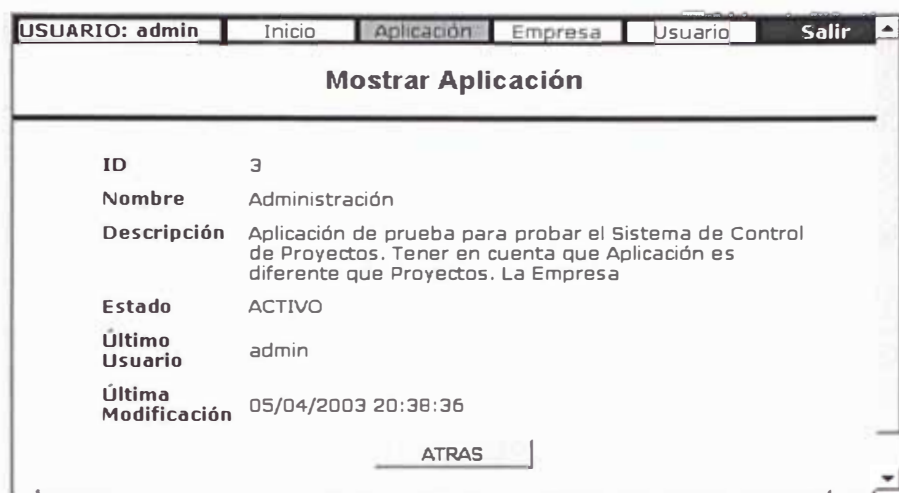 USUARIO: admin Inicio Aplicación Empresa Usuario Salir
Mostrar Aplicación
ID 3
Nombre Administración
Descripción Aplicación de prueba para probar el Sistema de Control
de Proyectos. Tener en cuenta que Aplicación es
diferente que Proyectos. La Empresa
Estado ACTIVO
Último
Usuario admin
Última
Modificación 05/04/2003 20:38:36
ATRAS